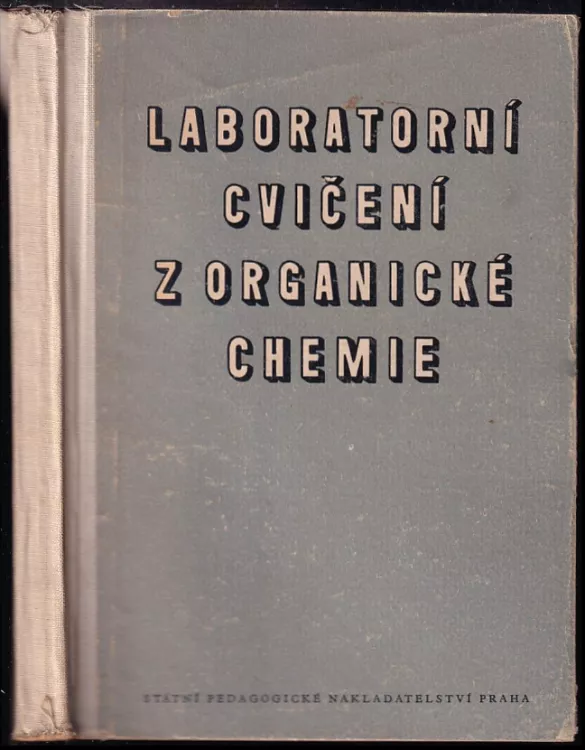 LABORATORNÍ
CVIČENÍ
Z ORGANICKÉ
CHEMIE
STÁTNÍ PEDAGOGICKÉ NAKLADATELSTVÍ PRAHA